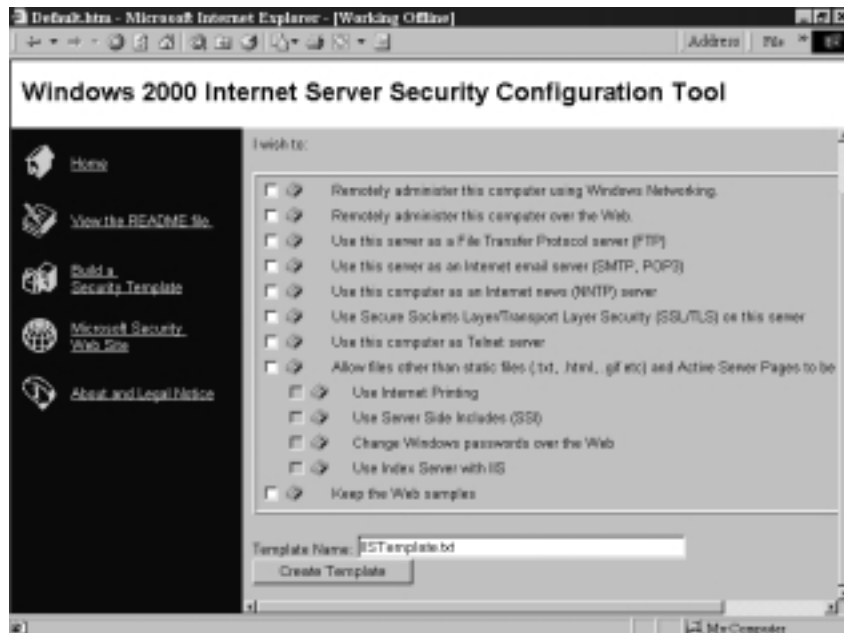 Default.htm - Microsoft Internet Explorer - [Working Offline]
Address
File
Windows 2000 Internet Server Security Configuration Tool
Home
View the README file.
Build a
Security Template
Microsoft Security
Web Site
About and Legal Notice
I wish to:
Remotely administer this computer using Windows Networking.
Remotely administer this computer over the Web.
Use this server as a File Transfer Protocol server (FTP)
Use this server as an Internet email server (SMTP, POP3)
Use this computer as an Internet news (NNTP) server
Use Secure Sockets Layer/Transport Layer Security (SSL/TLS) on this server
Use this computer as Telnet server
Allow files other than static files (.txt, .html, .gif etc) and Active Server Pages to be
Use Internet Printing
Use Server Side Includes (SSI)
Change Windows passwords over the Web
Use Index Server with IIS
Keep the Web samples
Template Name: IISTemplate.txt
Create Template
My Computer